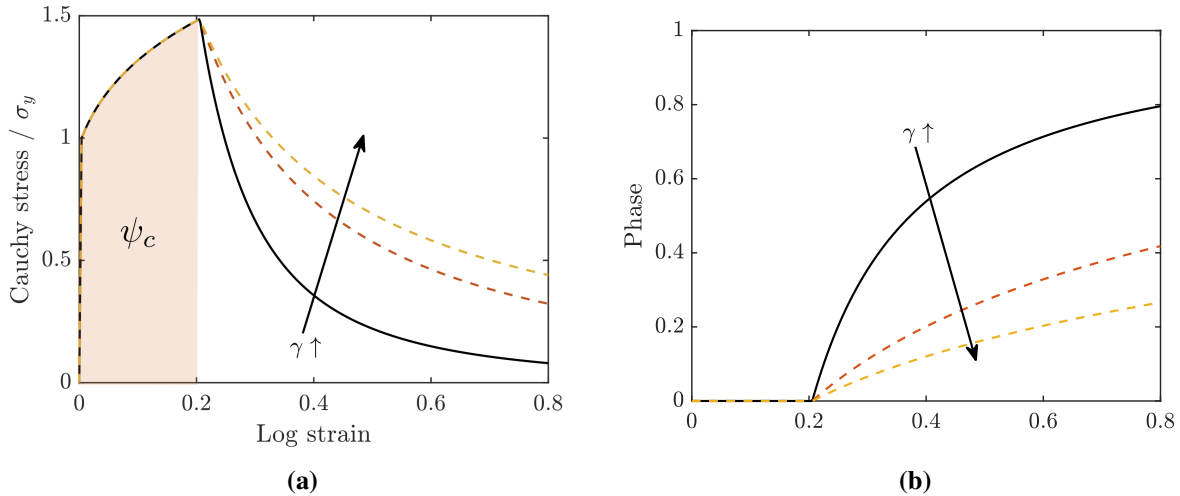 1.5
1
0.5
0
Cauchy stress / σ_y
ψ_c
γ ↑
0 0.2 0.4 0.6 0.8
Log strain
(a)
1
0.8
0.6
0.4
0.2
0
Phase
γ ↑
0 0.2 0.4 0.6 0.8
(b)